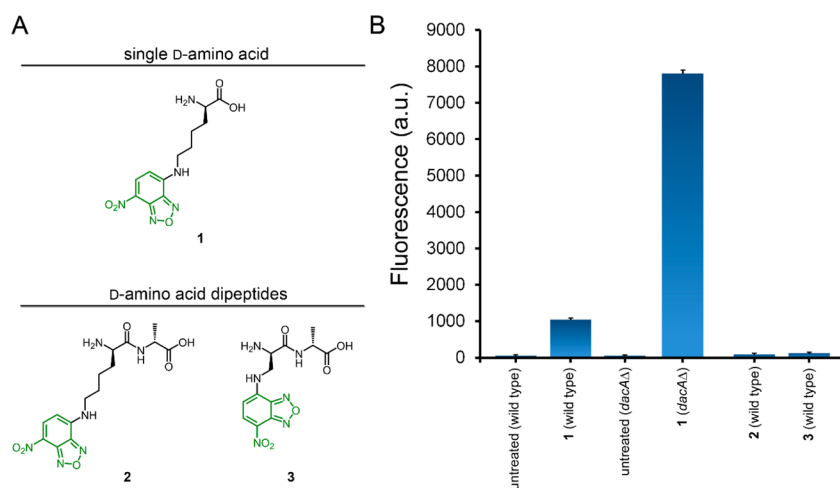 A
single D-amino acid
H₂N
O
OH
NH
O₂N
N
N
O
1
D-amino acid dipeptides
H₂N
O
N
H
O
OH
NH
O₂N
N
N
O
2
H₂N
O
N
H
O
OH
HN
N
O
N
NO₂
3
B
Fluorescence (a.u.)
9000
8000
7000
6000
5000
4000
3000
2000
1000
0
untreated (wild type)
1 (wild type)
untreated (dacAΔ)
1 (dacAΔ)
2 (wild type)
3 (wild type)